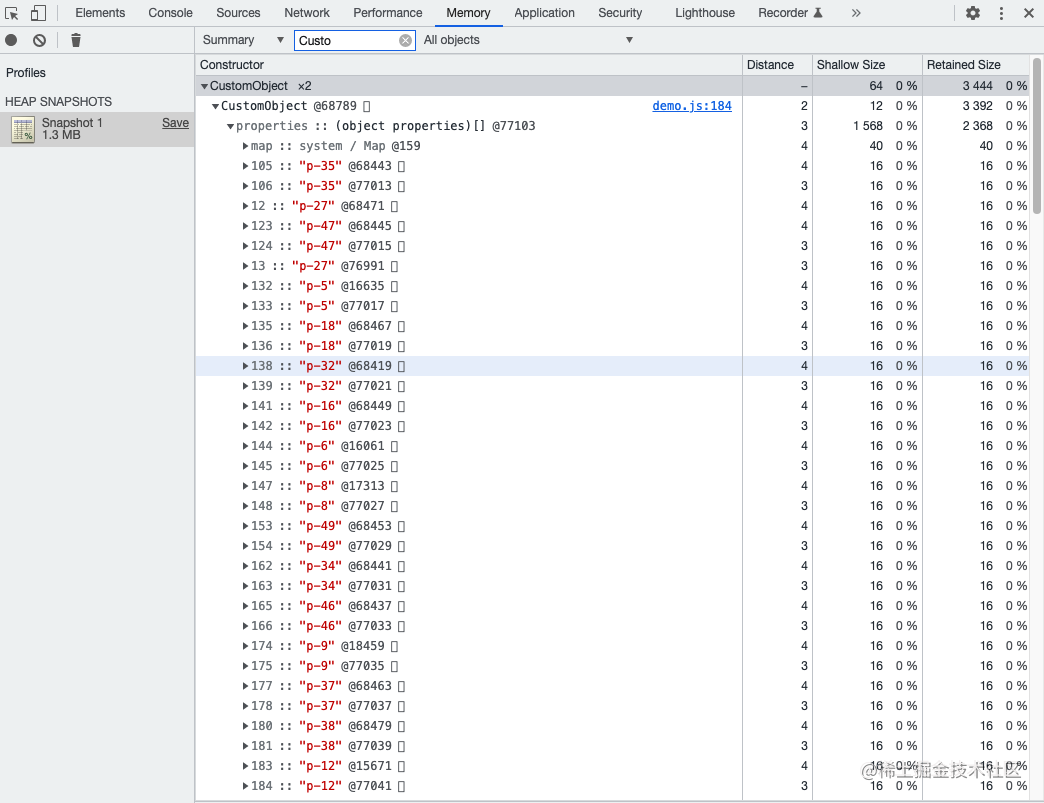 Elements Console Sources Network Performance Memory Application Security Lighthouse Recorder
Summary Custo All objects
Profiles
HEAP SNAPSHOTS
Snapshot 1 Save
1.3 MB
Constructor Distance Shallow Size Retained Size
CustomObject ×2 – 64 0 % 3 444 0 %
CustomObject @68789 demo.js:184 2 12 0 % 3 392 0 %
properties :: (object properties)[] @77103 3 1 568 0 % 2 368 0 %
map :: system / Map @159 4 40 0 % 40 0 %
105 :: "p-35" @68443 4 16 0 % 16 0 %
106 :: "p-35" @77013 3 16 0 % 16 0 %
12 :: "p-27" @68471 4 16 0 % 16 0 %
123 :: "p-47" @68445 4 16 0 % 16 0 %
124 :: "p-47" @77015 3 16 0 % 16 0 %
13 :: "p-27" @76991 3 16 0 % 16 0 %
132 :: "p-5" @16635 4 16 0 % 16 0 %
133 :: "p-5" @77017 3 16 0 % 16 0 %
135 :: "p-18" @68467 4 16 0 % 16 0 %
136 :: "p-18" @77019 3 16 0 % 16 0 %
138 :: "p-32" @68419 4 16 0 % 16 0 %
139 :: "p-32" @77021 3 16 0 % 16 0 %
141 :: "p-16" @68449 4 16 0 % 16 0 %
142 :: "p-16" @77023 3 16 0 % 16 0 %
144 :: "p-6" @16061 4 16 0 % 16 0 %
145 :: "p-6" @77025 3 16 0 % 16 0 %
147 :: "p-8" @17313 4 16 0 % 16 0 %
148 :: "p-8" @77027 3 16 0 % 16 0 %
153 :: "p-49" @68453 4 16 0 % 16 0 %
154 :: "p-49" @77029 3 16 0 % 16 0 %
162 :: "p-34" @68441 4 16 0 % 16 0 %
163 :: "p-34" @77031 3 16 0 % 16 0 %
165 :: "p-46" @68437 4 16 0 % 16 0 %
166 :: "p-46" @77033 3 16 0 % 16 0 %
174 :: "p-9" @18459 4 16 0 % 16 0 %
175 :: "p-9" @77035 3 16 0 % 16 0 %
177 :: "p-37" @68463 4 16 0 % 16 0 %
178 :: "p-37" @77037 3 16 0 % 16 0 %
180 :: "p-38" @68479 4 16 0 % 16 0 %
181 :: "p-38" @77039 3 16 0 % 16 0 %
183 :: "p-12" @15671 4 16 0 % 16 0 %
@稀土掘金技术社区
184 :: "p-12" @77041 3 16 0 % 16 0 %